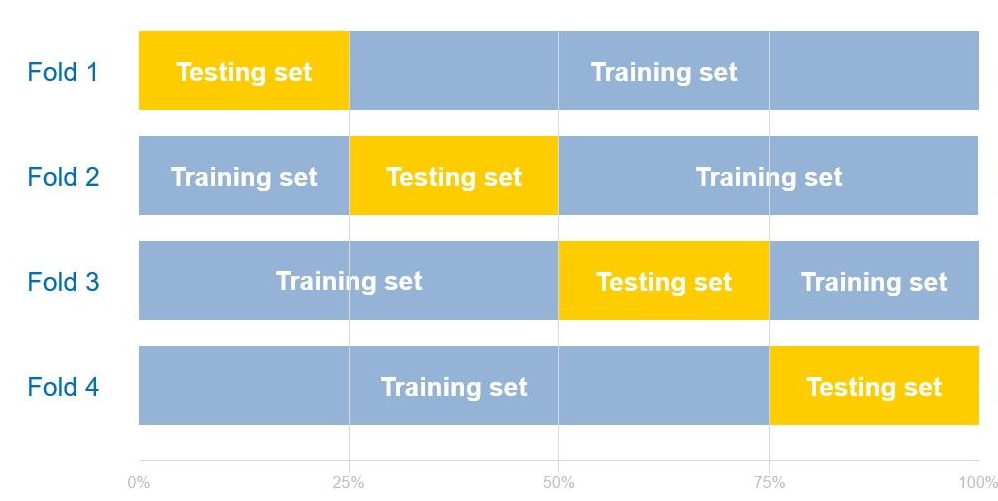 Fold 1 Testing set Training set
Fold 2 Training set Testing set Training set
Fold 3 Training set Testing set Training set
Fold 4 Training set Testing set
0% 25% 50% 75% 100%